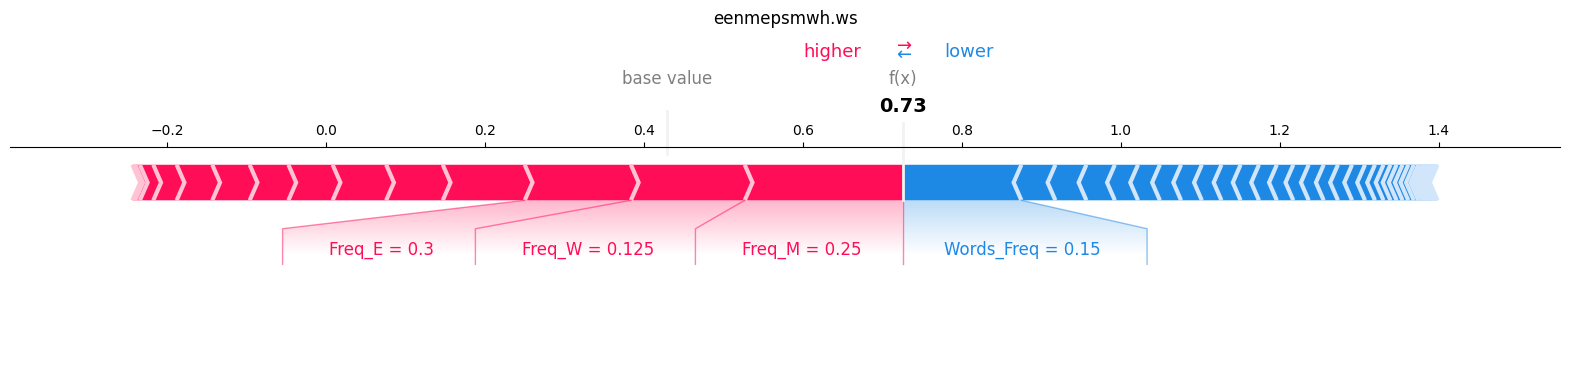 eenmepsmwh.ws
higher ⇄ lower
base value f(x)
0.73
−0.2 0.0 0.2 0.4 0.6 0.8 1.0 1.2 1.4
Freq_E = 0.3 Freq_W = 0.125 Freq_M = 0.25 Words_Freq = 0.15